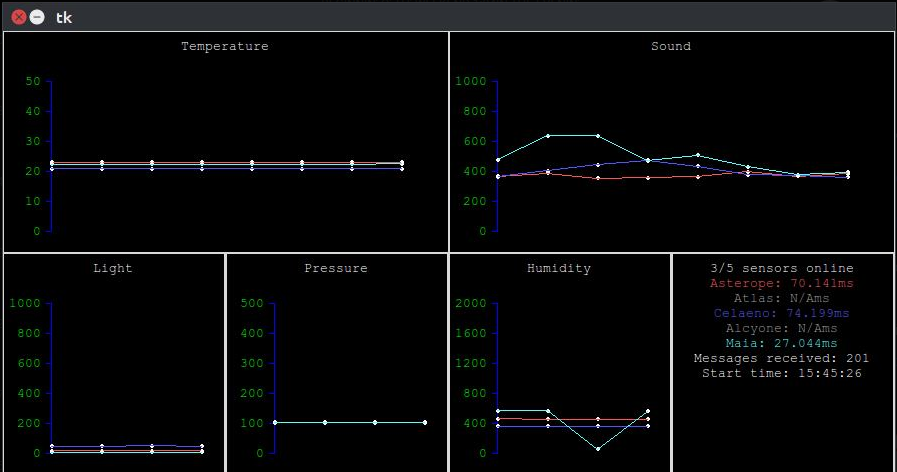 tk
Temperature
50
40
30
20
10
0
Sound
1000
800
600
400
200
0
Light
1000
800
600
400
200
0
Pressure
500
400
300
200
100
0
Humidity
2000
1600
1200
800
400
0
3/5 sensors online
Asterope: 70.141ms
Atlas: N/Ams
Celaeno: 74.199ms
Alcyone: N/Ams
Maia: 27.044ms
Messages received: 201
Start time: 15:45:26